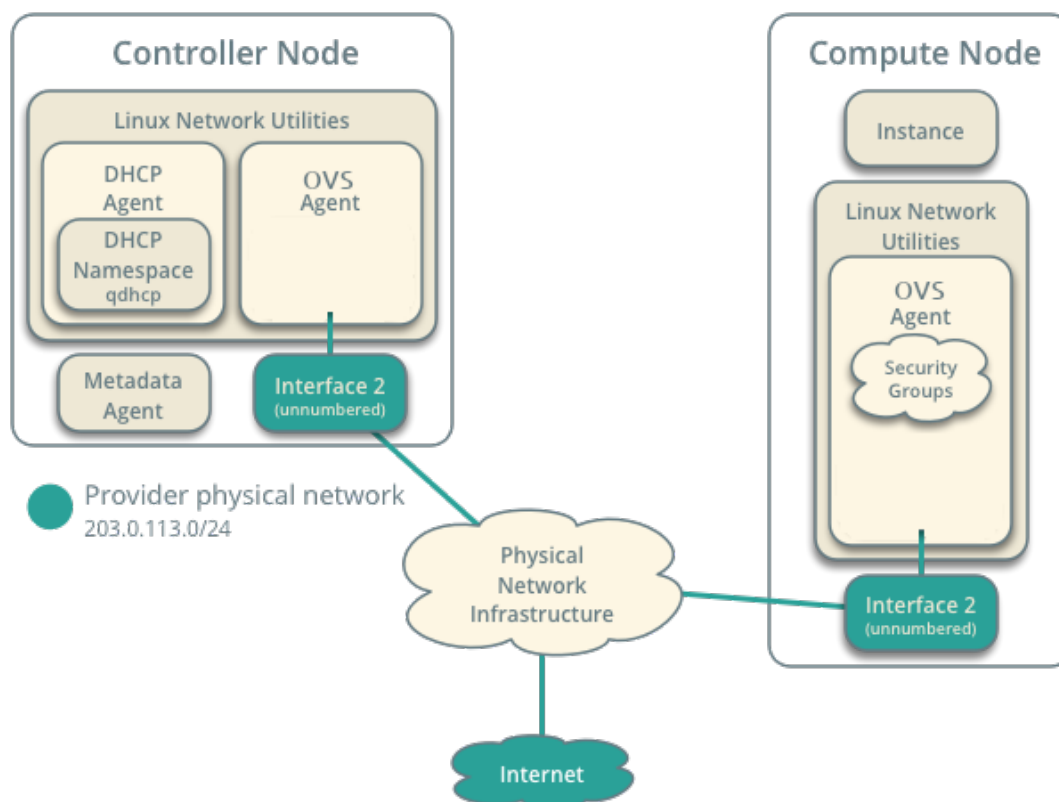 Controller Node
Linux Network Utilities
DHCP
Agent
DHCP
Namespace
qdhcp
OVS
Agent
Metadata
Agent
Interface 2
(unnumbered)
Provider physical network
203.0.113.0/24
Physical
Network
Infrastructure
Internet
Compute Node
Instance
Linux Network
Utilities
OVS
Agent
Security
Groups
Interface 2
(unnumbered)